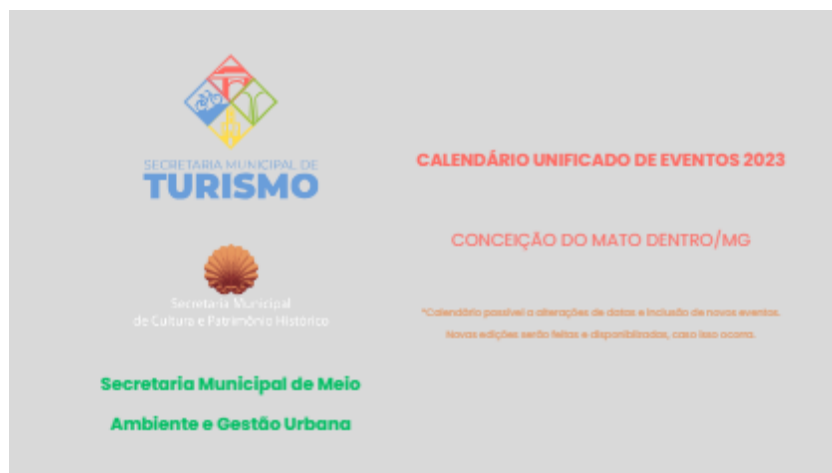 SECRETARIA MUNICIPAL DE
TURISMO
Secretaria Municipal
de Cultura e Patrimônio Histórico
Secretaria Municipal de Meio
Ambiente e Gestão Urbana
CALENDÁRIO UNIFICADO DE EVENTOS 2023
CONCEIÇÃO DO MATO DENTRO/MG
*Calendário passível a alterações de datas e inclusão de novos eventos.
Novas edições serão feitas e disponibilizadas, caso isso ocorra.